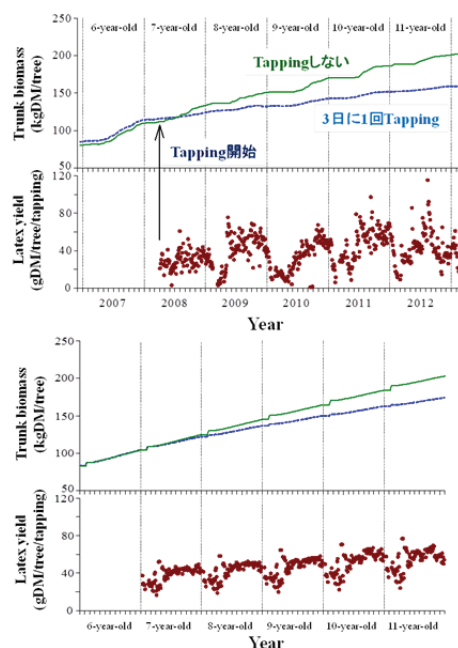 6-year-old 7-year-old 8-year-old 9-year-old 10-year-old 11-year-old
250
200
150
100
50
Trunk biomass
(kgDM/tree)
Tappingしない
3日に1回Tapping
Tapping開始
120
80
40
0
Latex yield
(gDM/tree/tapping)
2007 2008 2009 2010 2011 2012
Year
250
200
150
100
50
Trunk biomass
(kgDM/tree)
120
80
40
0
Latex yield
(gDM/tree/tapping)
6-year-old 7-year-old 8-year-old 9-year-old 10-year-old 11-year-old
Year